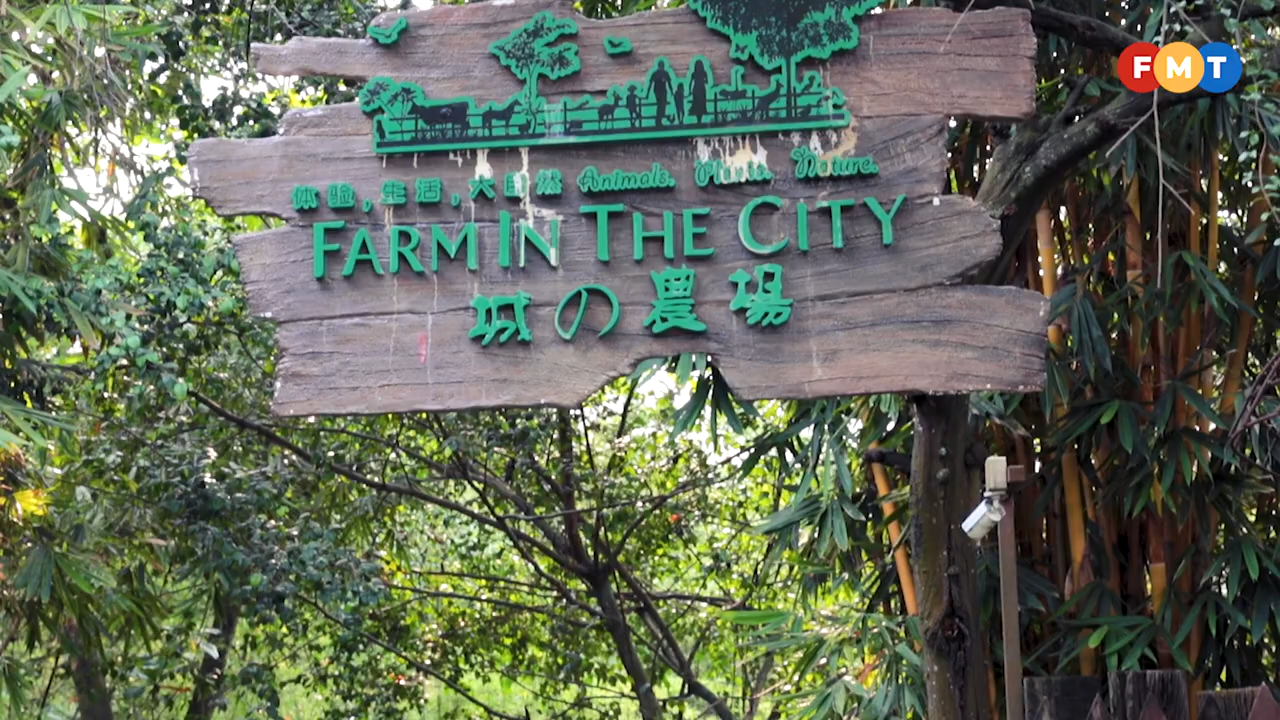 FMT
体验,生活,大自然 Animals. Plants. Nature.
FARM IN THE CITY
城の農場